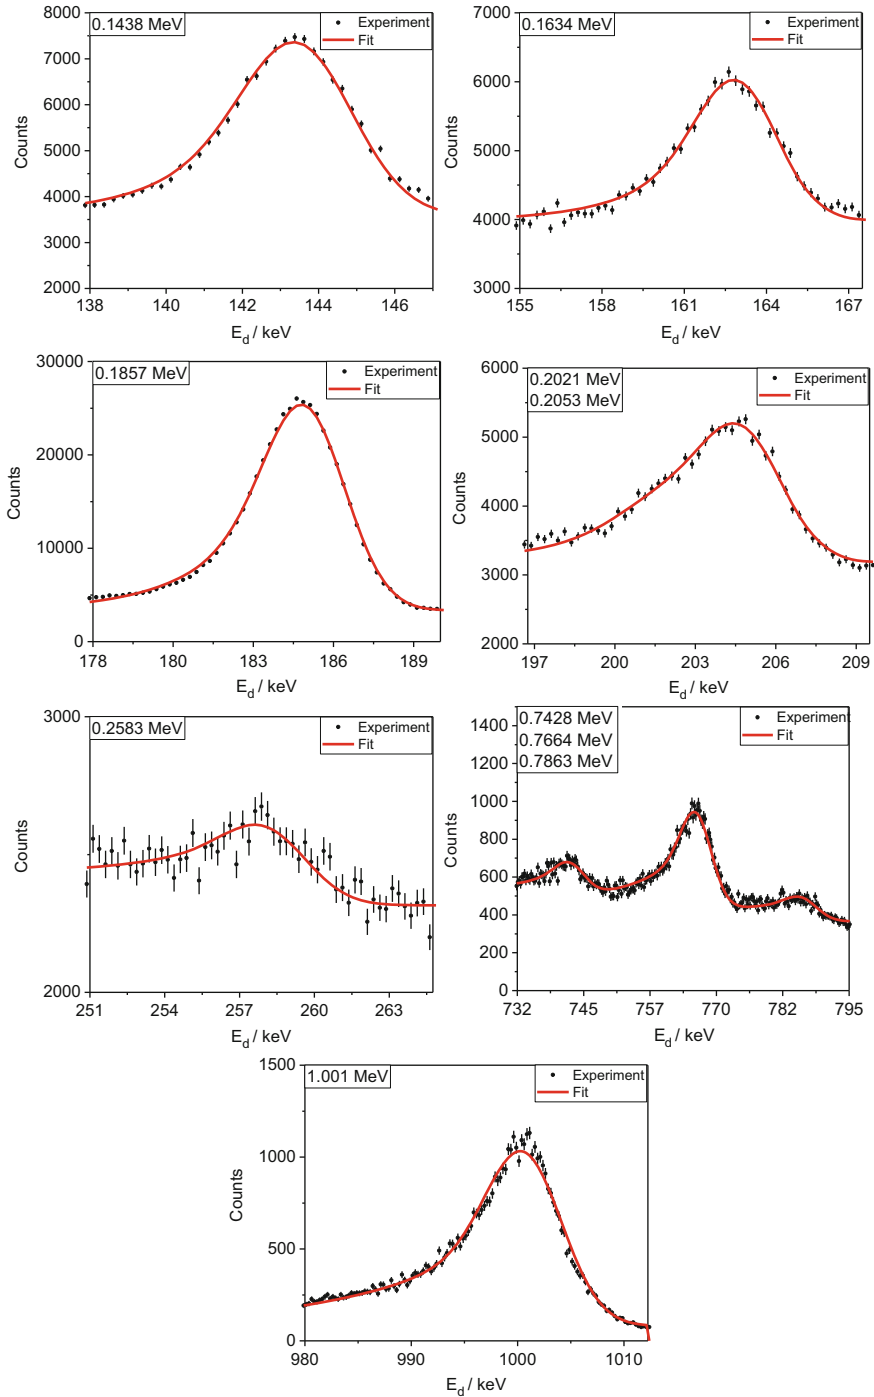 0.1438 MeV
Experiment
Fit
8000
7000
6000
5000
4000
3000
2000
Counts
138 140 142 144 146
E_d / keV
0.1634 MeV
Experiment
Fit
7000
6000
5000
4000
3000
Counts
155 158 161 164 167
E_d / keV
0.1857 MeV
Experiment
Fit
30000
20000
10000
0
Counts
178 180 183 186 189
E_d / keV
0.2021 MeV
0.2053 MeV
Experiment
Fit
6000
5000
4000
3000
2000
Counts
197 200 203 206 209
E_d / keV
0.2583 MeV
Experiment
Fit
3000
2000
Counts
251 254 257 260 263
E_d / keV
0.7428 MeV
0.7664 MeV
0.7863 MeV
Experiment
Fit
1400
1200
1000
800
600
400
200
0
Counts
732 745 757 770 782 795
E_d / keV
1.001 MeV
Experiment
Fit
1500
1000
500
0
Counts
980 990 1000 1010
E_d / keV